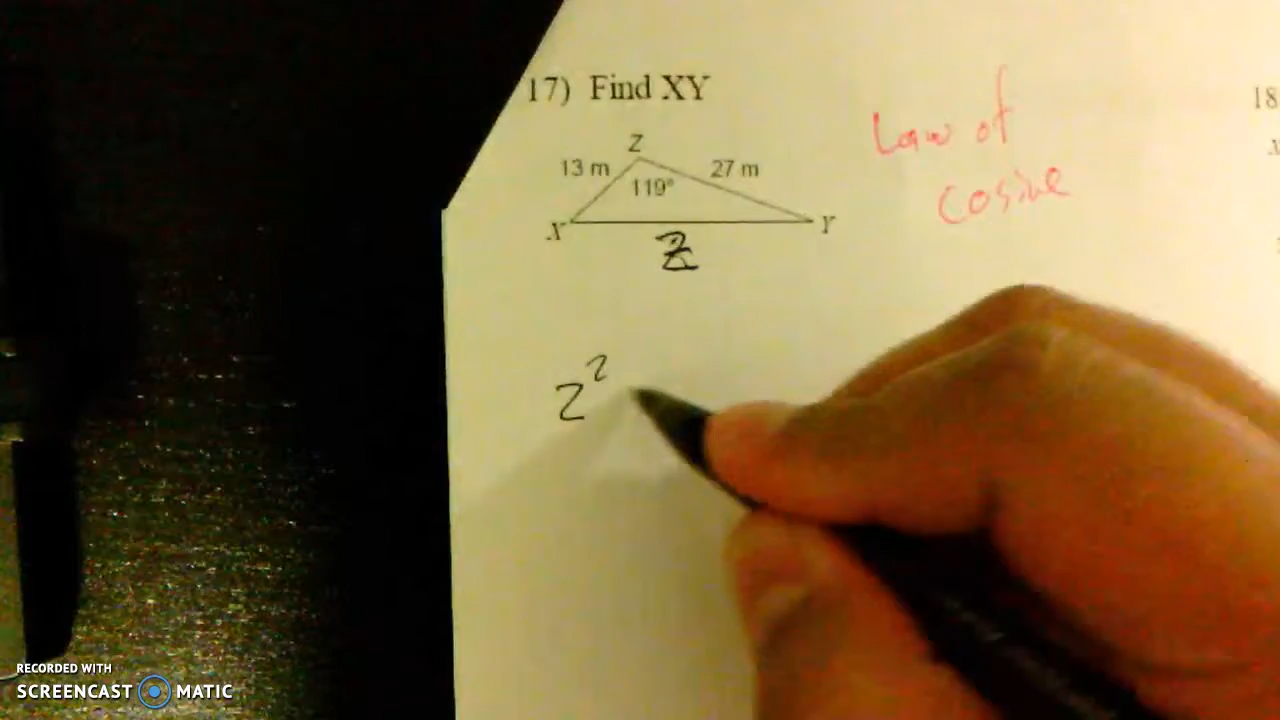 17) Find XY
Law of
cosine
18
Z
13 m
27 m
119°
X
Y
z
z²
RECORDED WITH
SCREENCAST MATIC